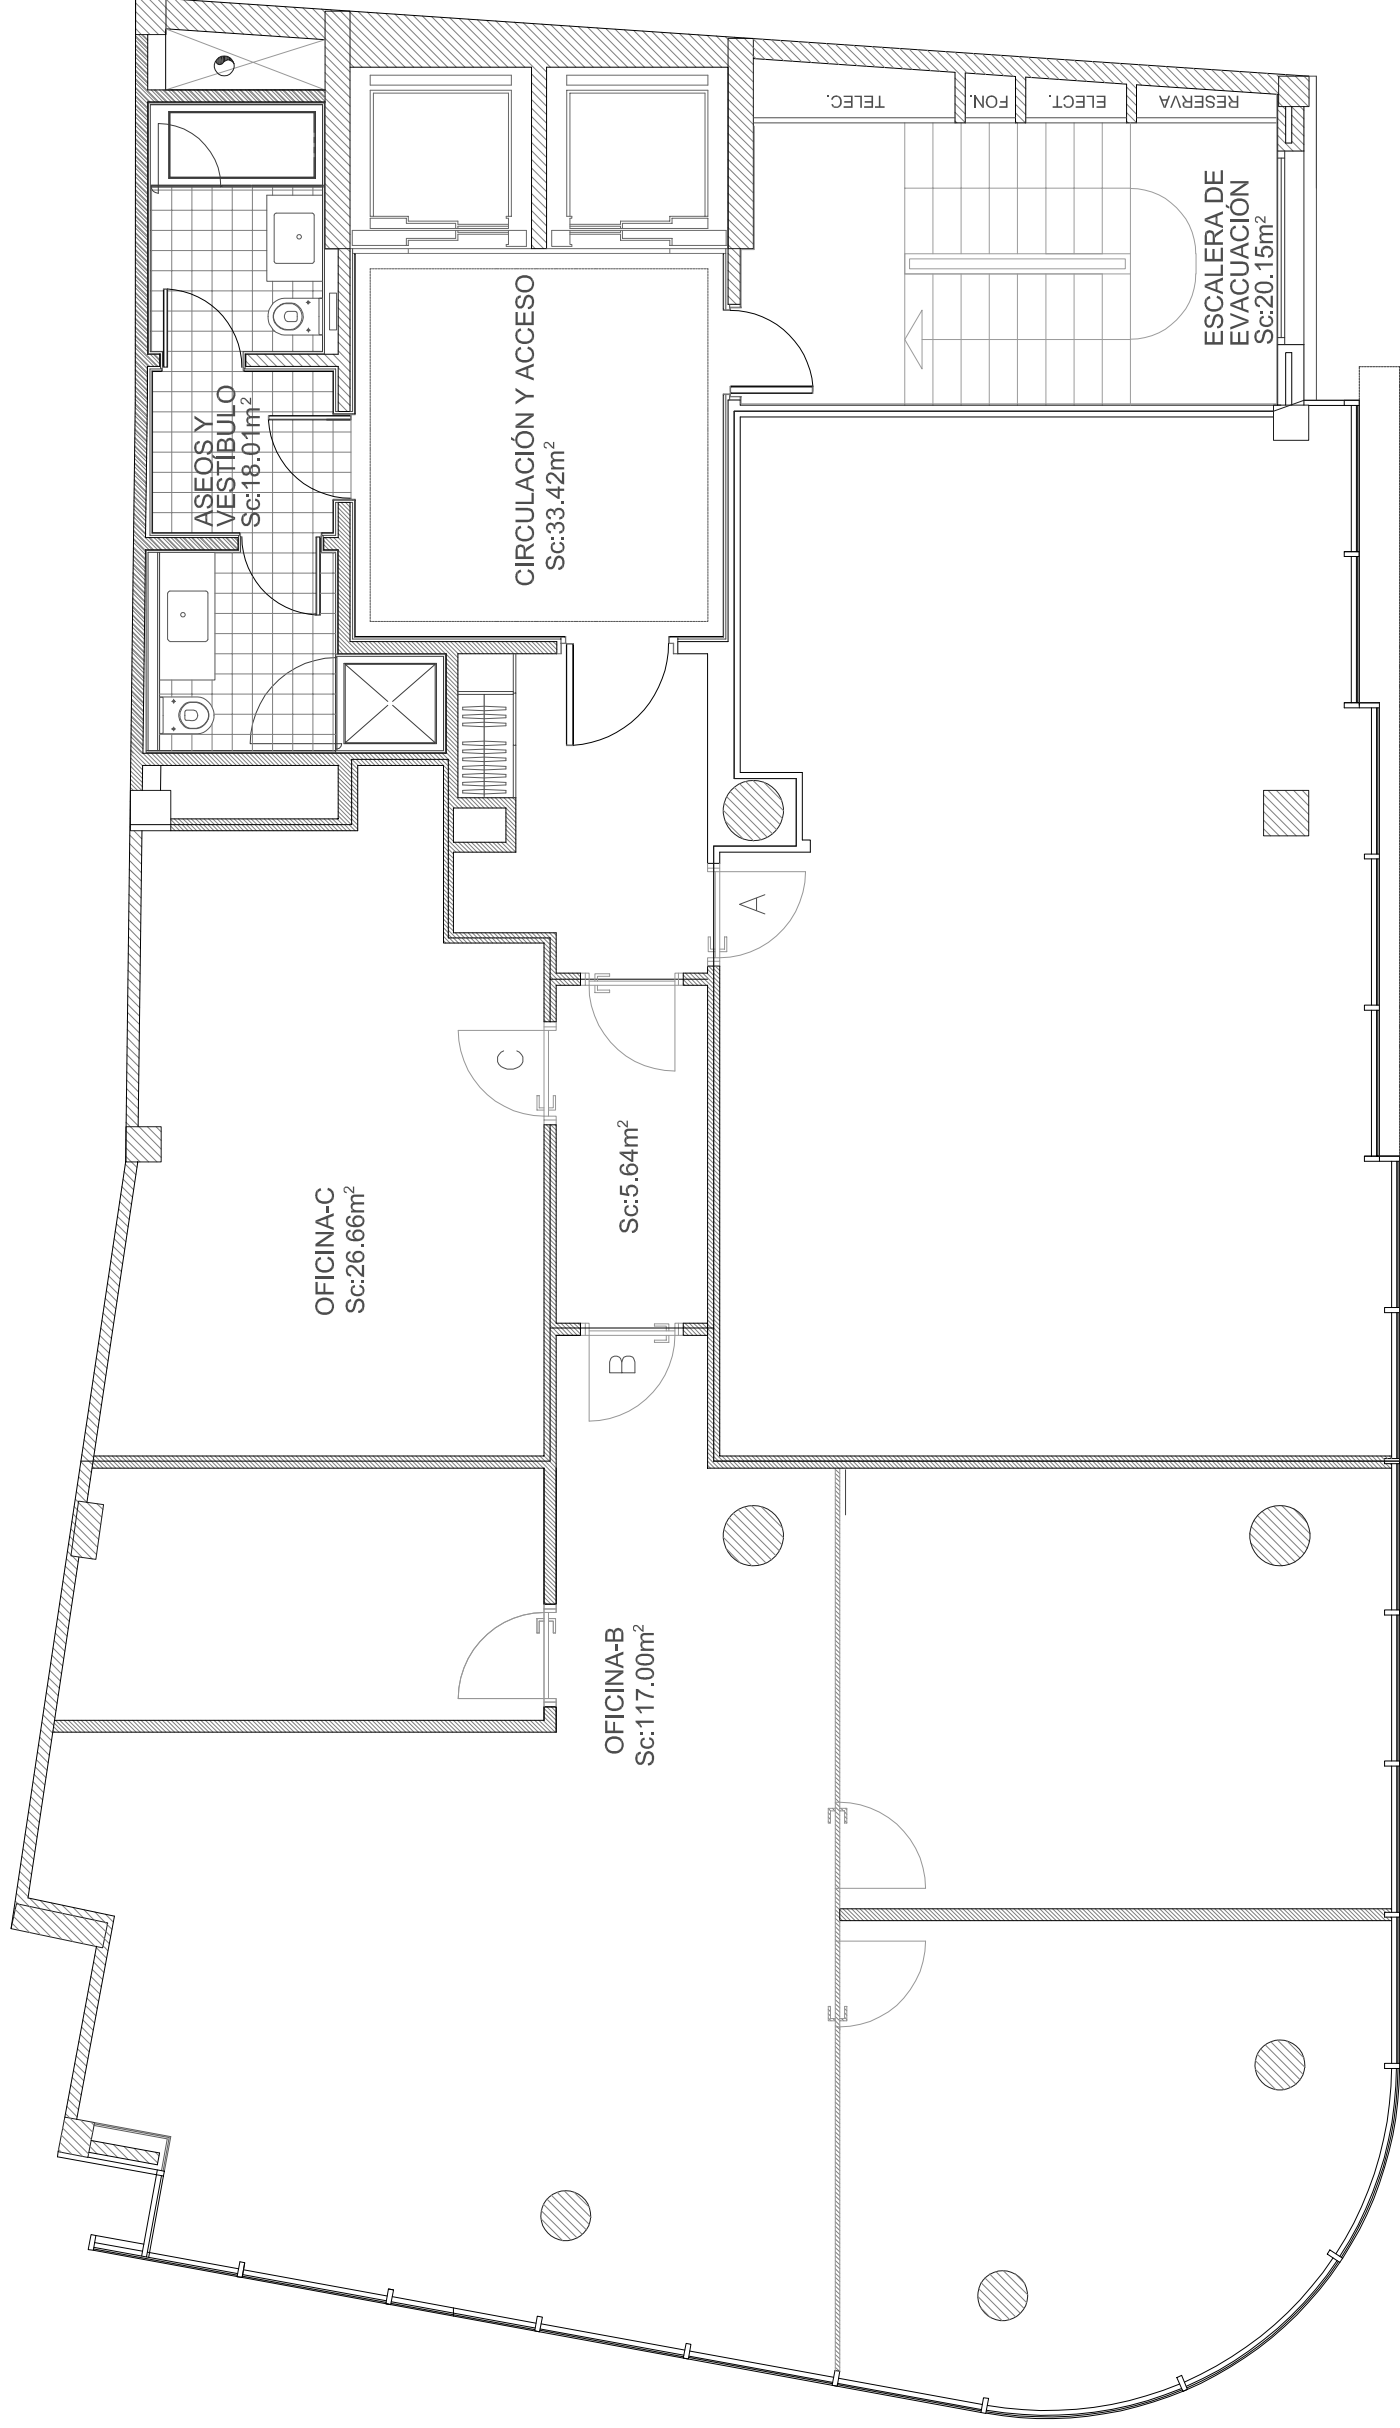 TELEC.
FON.
ELECT.
RESERVA
ESCALERA DE
EVACUACIÓN
Sc:20.15m²
CIRCULACIÓN Y ACCESO
Sc:33.42m²
ASEOS Y
VESTÍBULO
Sc:18.01m²
A
C
OFICINA-C
Sc:26.66m²
Sc:5.64m²
B
OFICINA-B
Sc:117.00m²